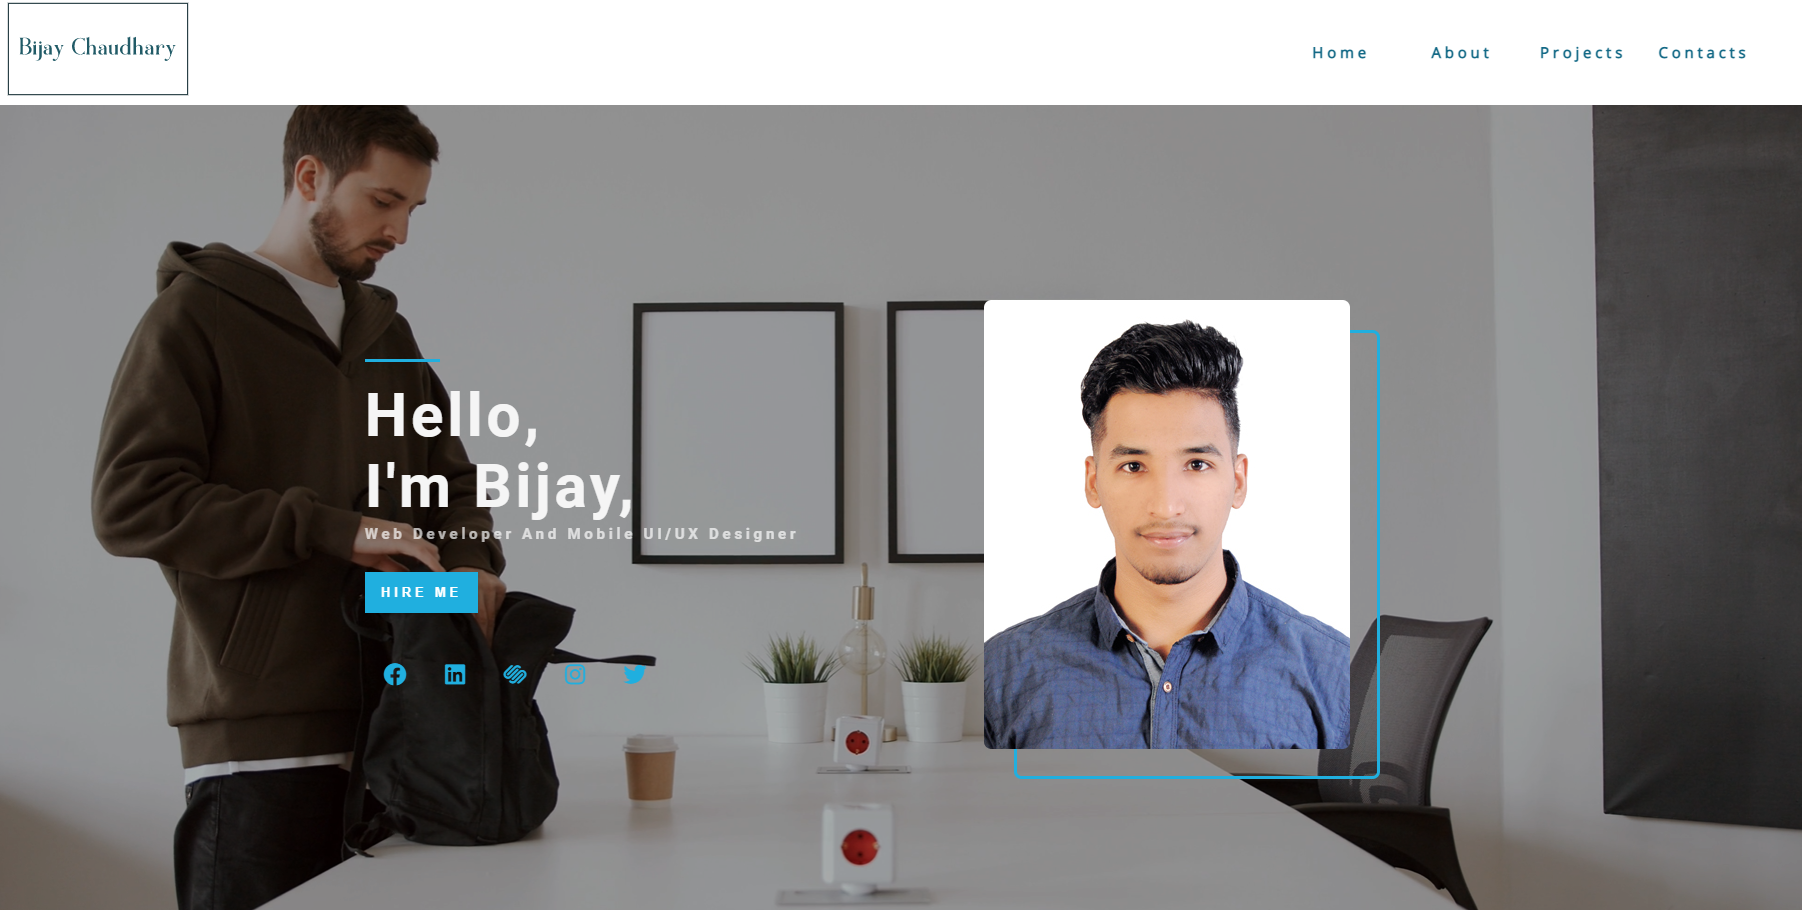 Bijay Chaudhary
Home About Projects Contacts
Hello,
I'm Bijay,
Web Developer And Mobile UI/UX Designer
HIRE ME